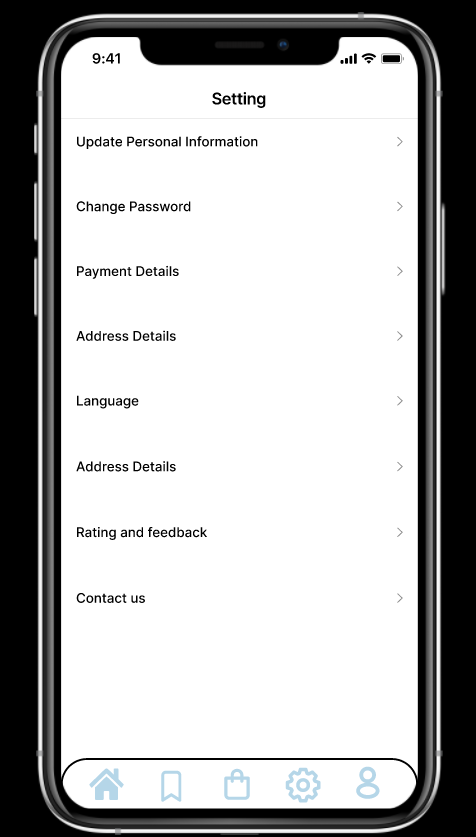 9:41
Setting
Update Personal Information
Change Password
Payment Details
Address Details
Language
Address Details
Rating and feedback
Contact us